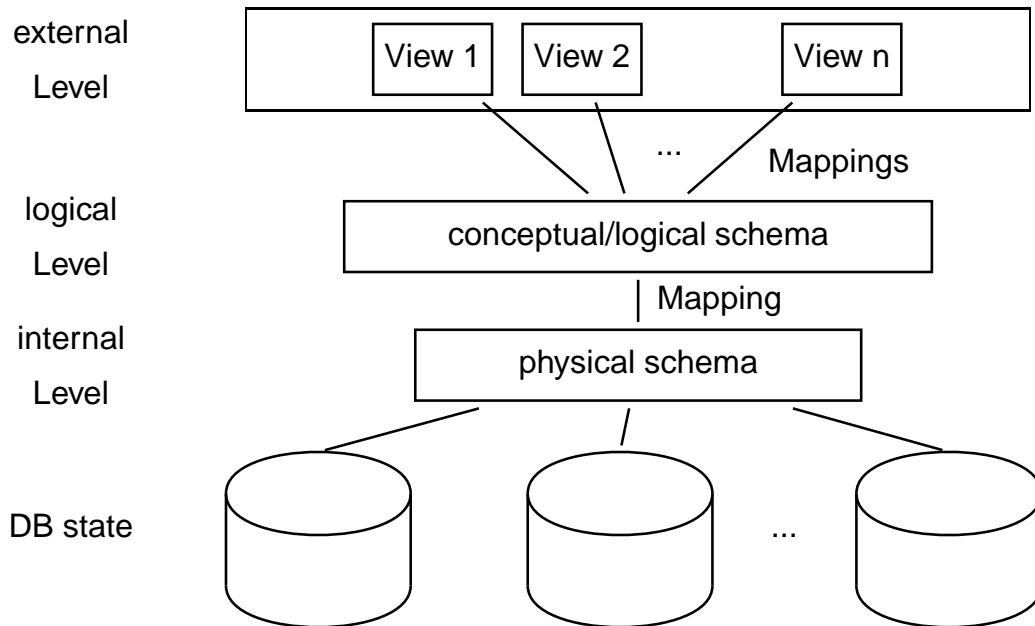 external
Level
View 1
View 2
View n
...
Mappings
logical
Level
conceptual/logical schema
Mapping
internal
Level
physical schema
DB state
...